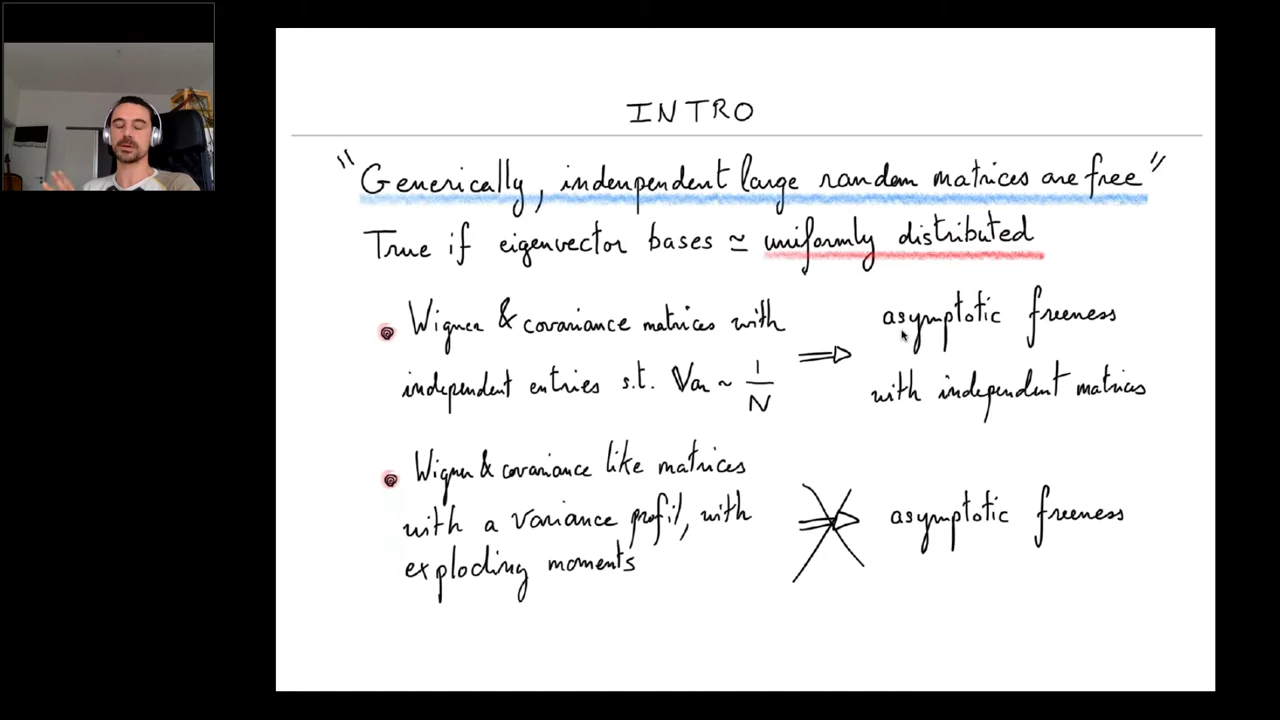 INTRO
"Generically, indenpendent large random matrices are free"
True if eigenvector bases ≃ uniformly distributed
Wigner & covariance matrices with
independent entries s.t. Var ~ 1/N
⇒
asymptotic freeness
with independent matrices
Wigner & covariance like matrices
with a variance profil, with
exploding moments
⇒
asymptotic freeness